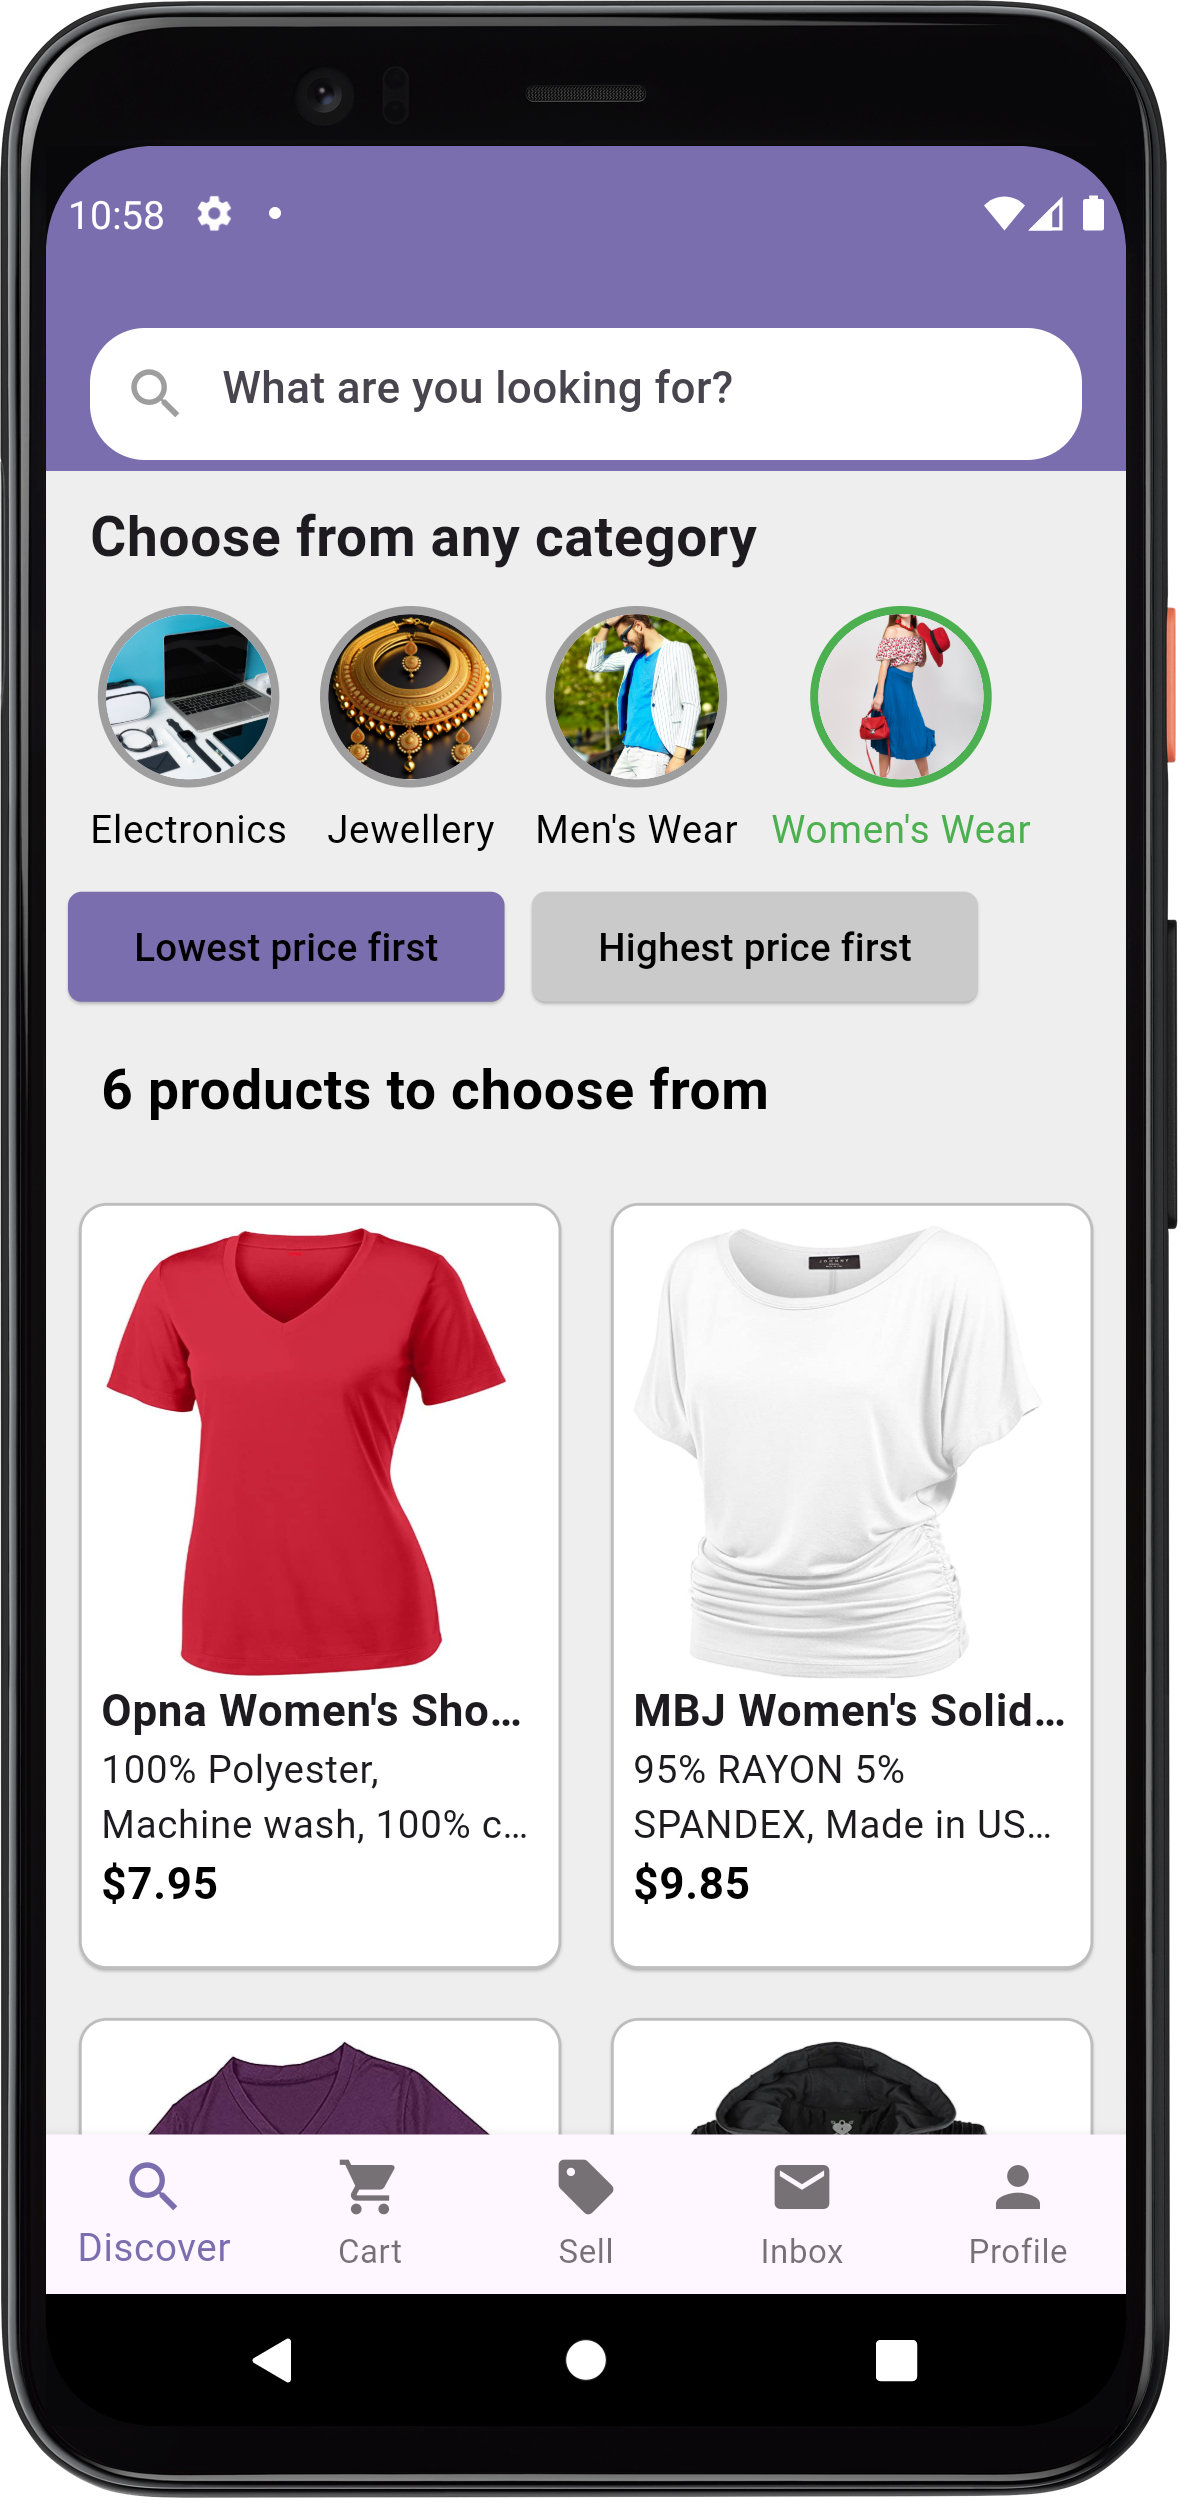 10:58
What are you looking for?
Choose from any category
Electronics Jewellery Men's Wear Women's Wear
Lowest price first Highest price first
6 products to choose from
Opna Women's Sho... MBJ Women's Solid...
100% Polyester, 95% RAYON 5%
Machine wash, 100% c... SPANDEX, Made in US...
$7.95 $9.85
Discover Cart Sell Inbox Profile